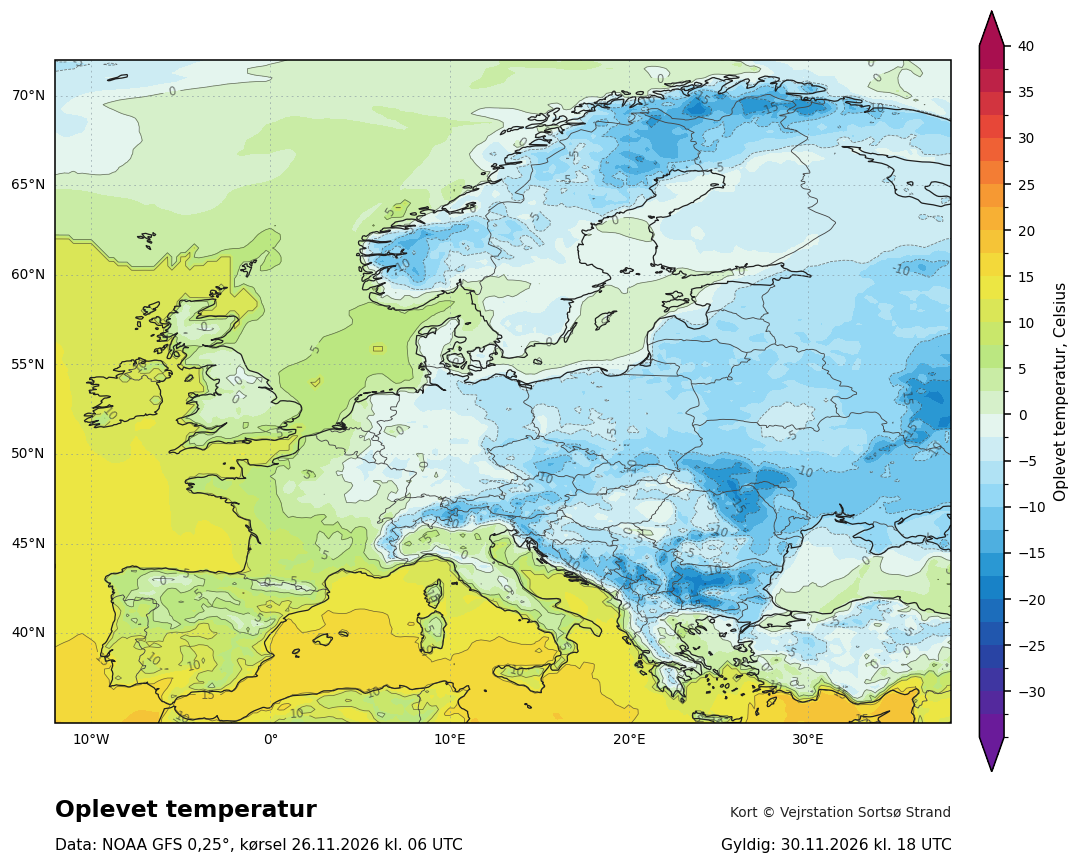 40
35
30
25
20
15
10
5
0
−5
−10
−15
−20
−25
−30
Oplevet temperatur, Celsius
70°N
65°N
60°N
55°N
50°N
45°N
40°N
10°W
0°
10°E
20°E
30°E
Oplevet temperatur
Kort © Vejrstation Sortsø Strand
Data: NOAA GFS 0,25°, kørsel 26.11.2026 kl. 06 UTC
Gyldig: 30.11.2026 kl. 18 UTC